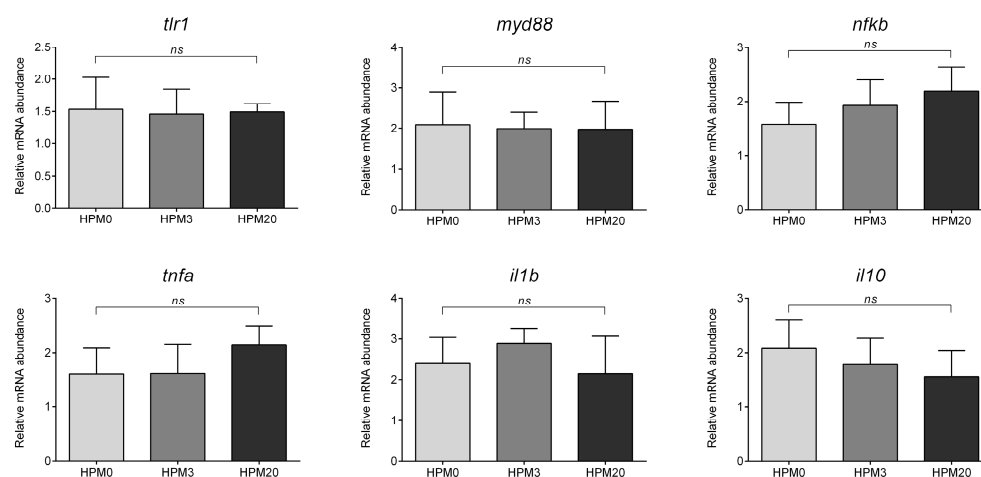 tlr1
myd88
nfkb
Relative mRNA abundance
2.5
2.0
1.5
1.0
0.5
0.0
ns
HPM0 HPM3 HPM20
Relative mRNA abundance
4
3
2
1
0
ns
HPM0 HPM3 HPM20
Relative mRNA abundance
3
2
1
0
ns
HPM0 HPM3 HPM20
tnfa
il1b
il10
Relative mRNA abundance
3
2
1
0
ns
HPM0 HPM3 HPM20
Relative mRNA abundance
4
3
2
1
0
ns
HPM0 HPM3 HPM20
Relative mRNA abundance
3
2
1
0
ns
HPM0 HPM3 HPM20